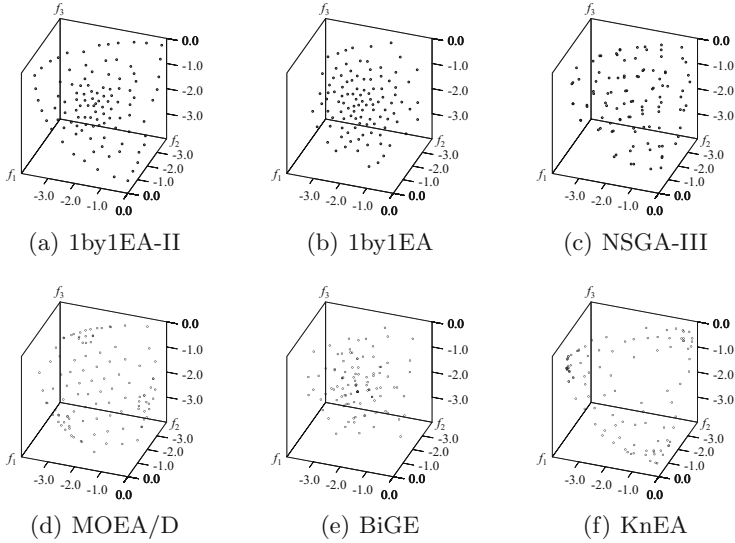 f3 f3 f3
0.0 0.0 0.0
-1.0 -1.0 -1.0
-2.0 -2.0 -2.0
-3.0 -3.0 -3.0
f2 f2 f2
-3.0 -3.0 -3.0
-2.0 -2.0 -2.0
f1 -1.0 f1 -1.0 f1 -1.0
-3.0 -2.0 -1.0 0.0 0.0 -3.0 -2.0 -1.0 0.0 0.0 -3.0 -2.0 -1.0 0.0 0.0
(a) 1by1EA-II (b) 1by1EA (c) NSGA-III
f3 f3 f3
0.0 0.0 0.0
-1.0 -1.0 -1.0
-2.0 -2.0 -2.0
-3.0 -3.0 -3.0
f2 f2 f2
-3.0 -3.0 -3.0
-2.0 -2.0 -2.0
f1 -1.0 f1 -1.0 f1 -1.0
-3.0 -2.0 -1.0 0.0 0.0 -3.0 -2.0 -1.0 0.0 0.0 -3.0 -2.0 -1.0 0.0 0.0
(d) MOEA/D (e) BiGE (f) KnEA